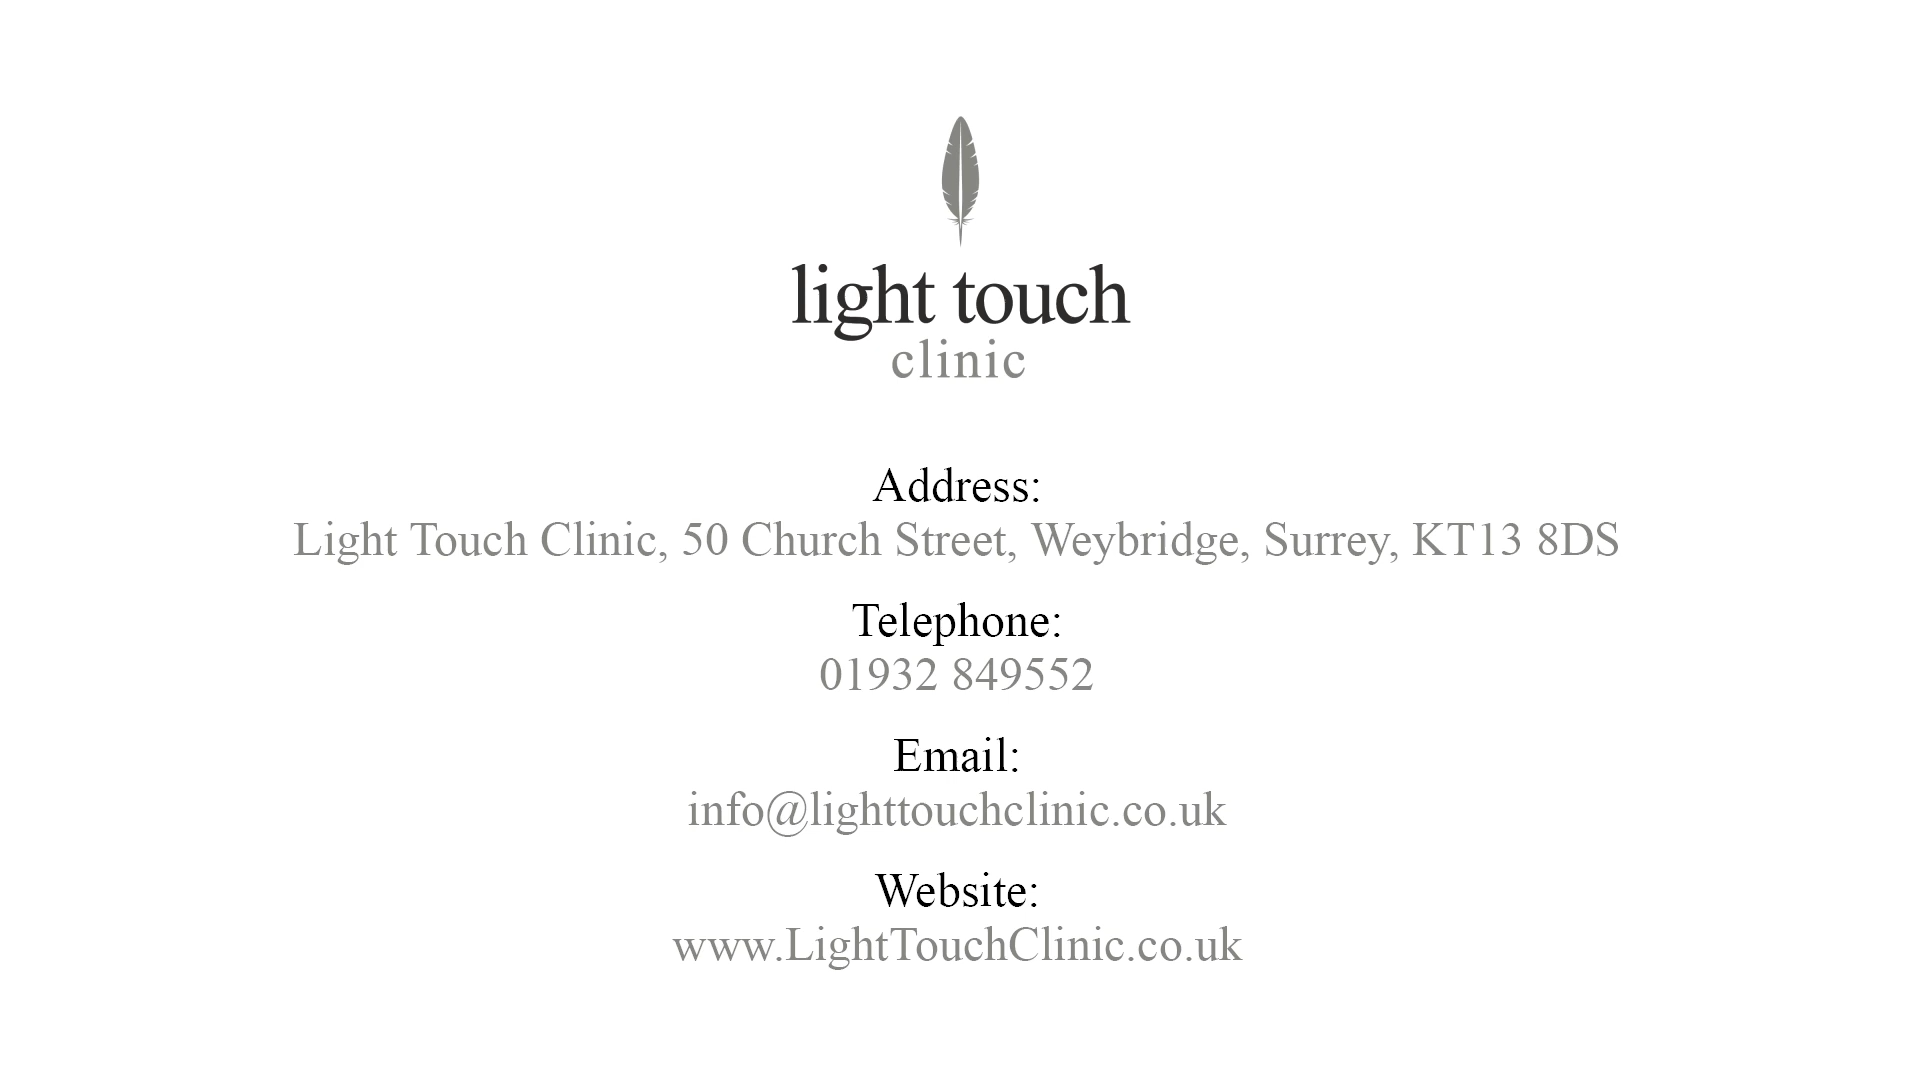 light touch
clinic
Address:
Light Touch Clinic, 50 Church Street, Weybridge, Surrey, KT13 8DS
Telephone:
01932 849552
Email:
info@lighttouchclinic.co.uk
Website:
www.LightTouchClinic.co.uk